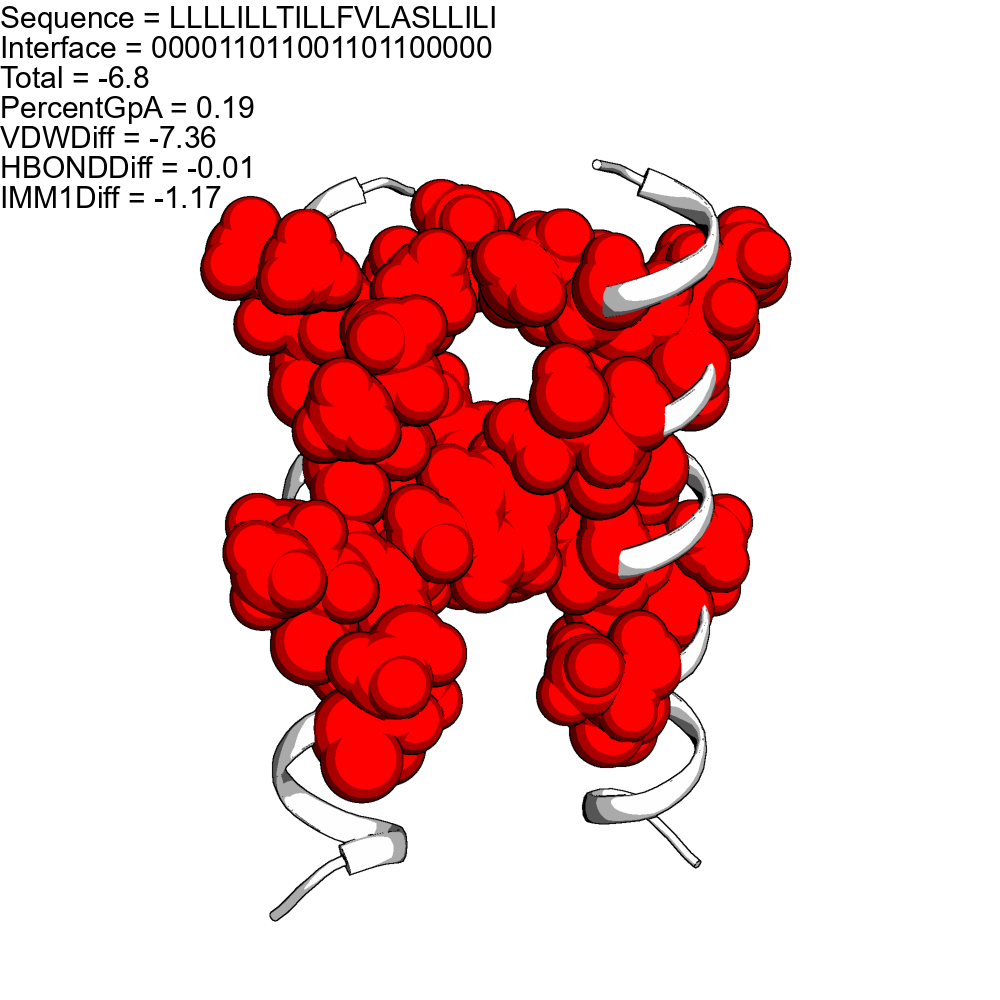 Sequence = LLLLILLTILLFVLASLLILI
Interface = 000011011001101100000
Total = -6.8
PercentGpA = 0.19
VDWDiff = -7.36
HBONDDiff = -0.01
IMM1Diff = -1.17